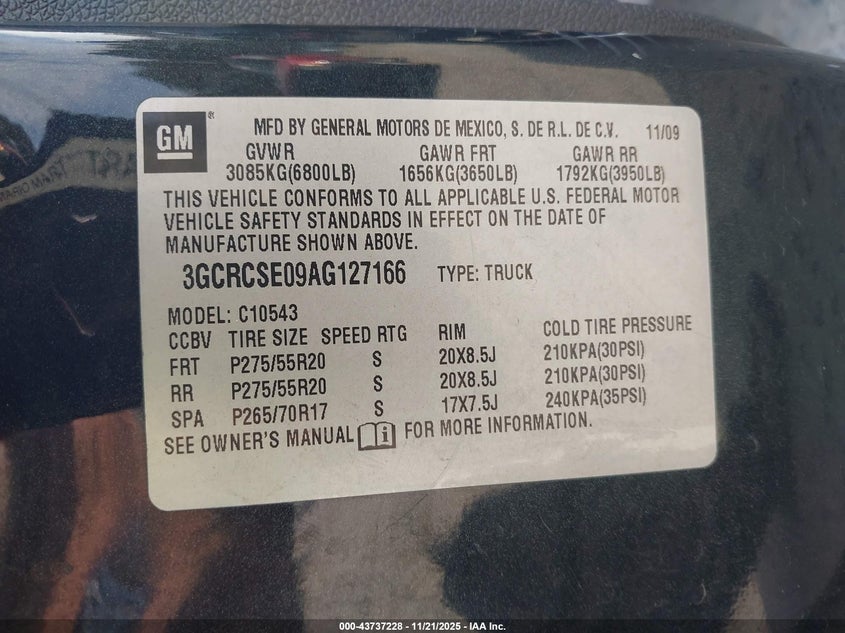 GM
MFD BY GENERAL MOTORS DE MEXICO, S. DE R.L. DE C.V. 11/09
GVWR GAWR FRT GAWR RR
3085KG(6800LB) 1656KG(3650LB) 1792KG(3950LB)
THIS VEHICLE CONFORMS TO ALL APPLICABLE U.S. FEDERAL MOTOR
VEHICLE SAFETY STANDARDS IN EFFECT ON THE DATE OF
MANUFACTURE SHOWN ABOVE.
3GCRCSE09AG127166 TYPE: TRUCK
MODEL: C10543
CCBV TIRE SIZE SPEED RTG RIM COLD TIRE PRESSURE
FRT P275/55R20 S 20X8.5J 210KPA(30PSI)
RR P275/55R20 S 20X8.5J 210KPA(30PSI)
SPA P265/70R17 S 17X7.5J 240KPA(35PSI)
SEE OWNER'S MANUAL FOR MORE INFORMATION.
000-43737228 - 11/21/2025 - IAA Inc.